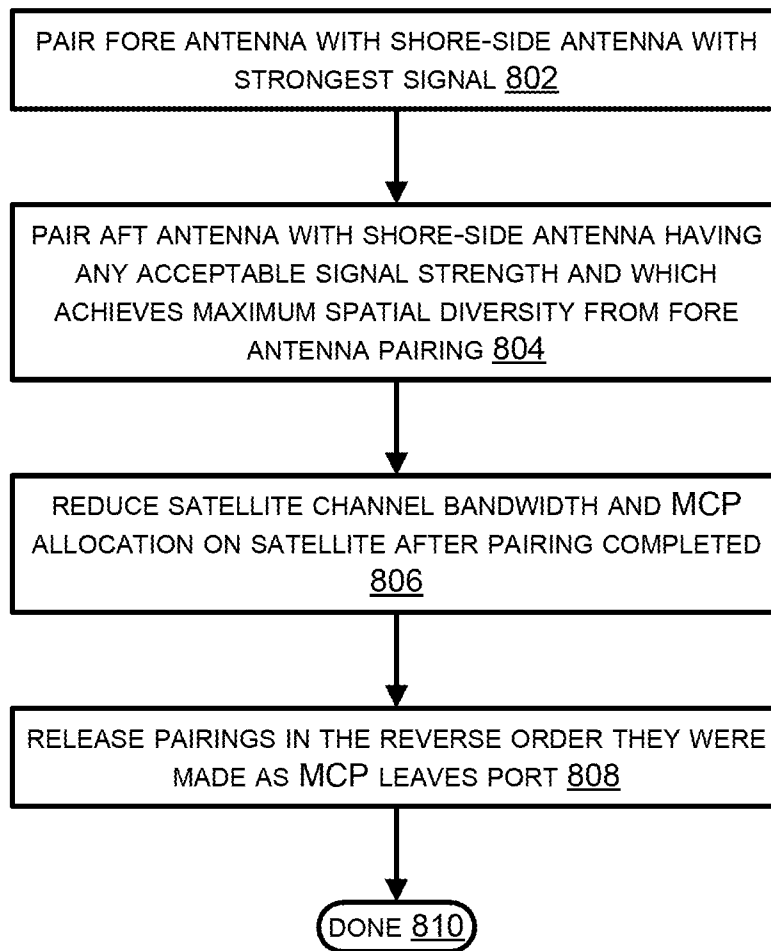 PAIR FORE ANTENNA WITH SHORE-SIDE ANTENNA WITH
STRONGEST SIGNAL 802
PAIR AFT ANTENNA WITH SHORE-SIDE ANTENNA HAVING
ANY ACCEPTABLE SIGNAL STRENGTH AND WHICH
ACHIEVES MAXIMUM SPATIAL DIVERSITY FROM FORE
ANTENNA PAIRING 804
REDUCE SATELLITE CHANNEL BANDWIDTH AND MCP
ALLOCATION ON SATELLITE AFTER PAIRING COMPLETED
806
RELEASE PAIRINGS IN THE REVERSE ORDER THEY WERE
MADE AS MCP LEAVES PORT 808
DONE 810